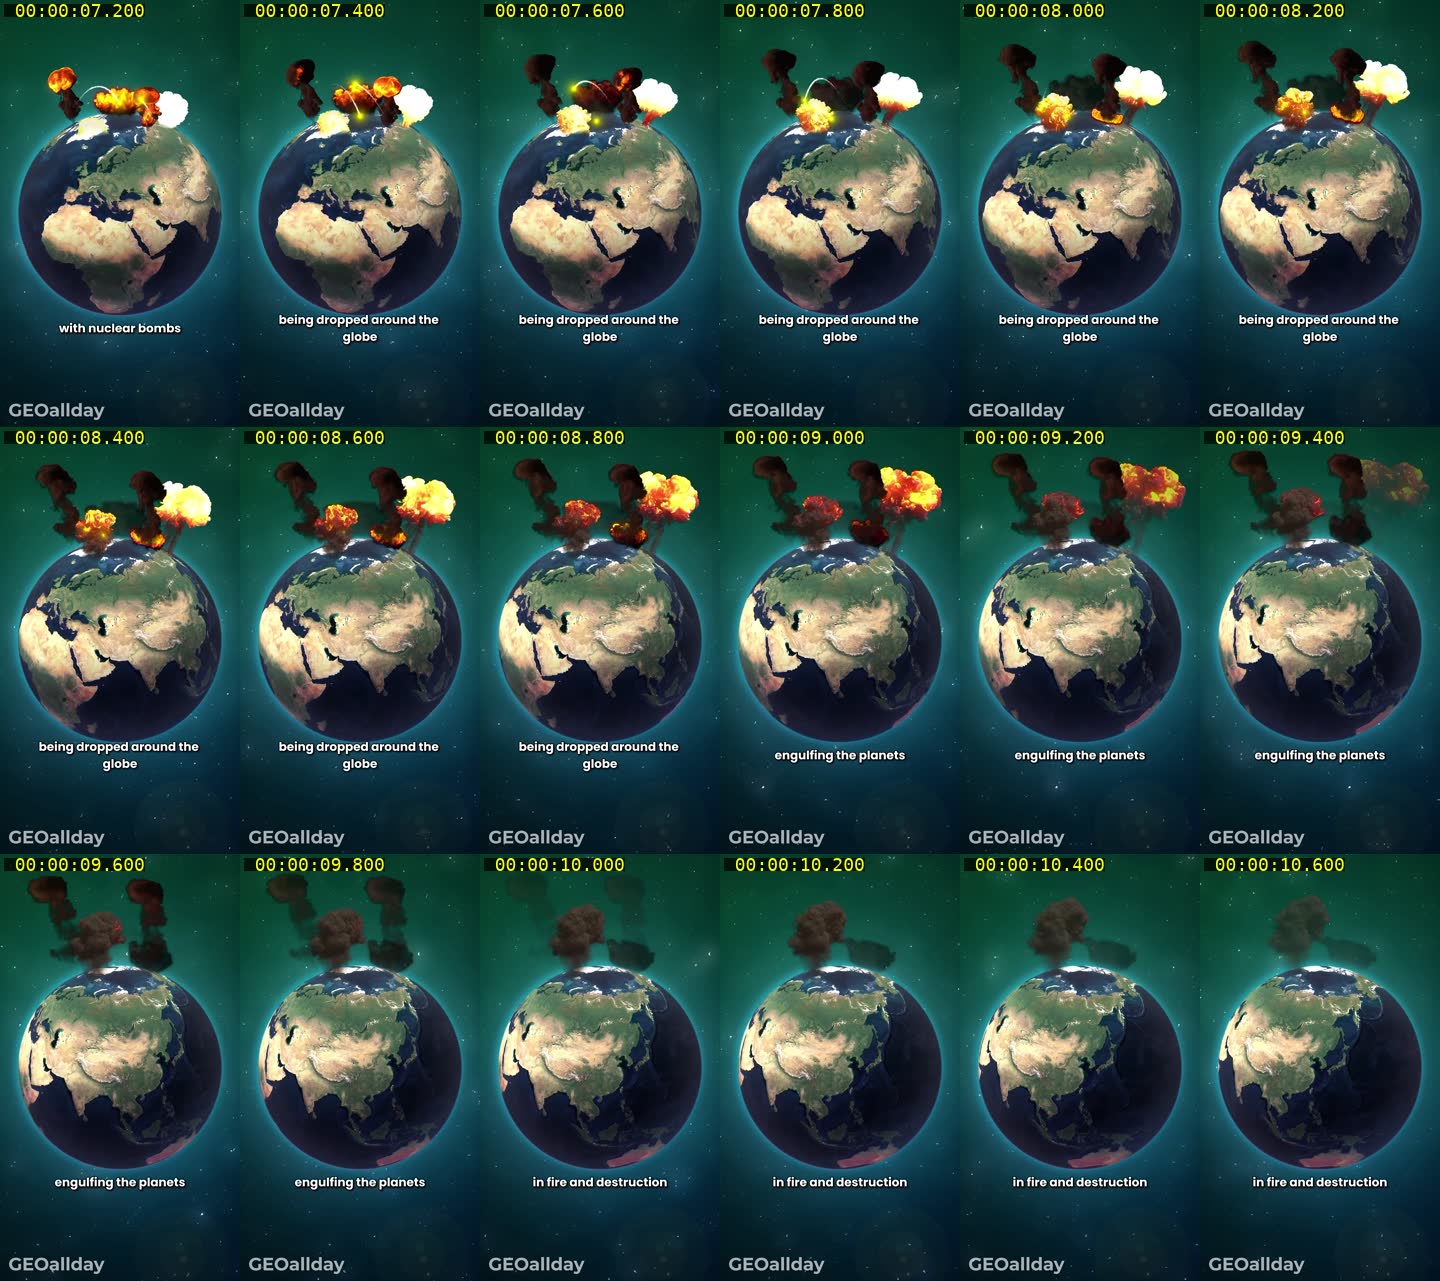 00:00:07.200
00:00:07.400
00:00:07.600
00:00:07.800
00:00:08.000
00:00:08.200
with nuclear bombs
being dropped around the
globe
being dropped around the
globe
being dropped around the
globe
being dropped around the
globe
being dropped around the
globe
GEOallday
GEOallday
GEOallday
GEOallday
GEOallday
GEOallday
00:00:08.400
00:00:08.600
00:00:08.800
00:00:09.000
00:00:09.200
00:00:09.400
being dropped around the
globe
being dropped around the
globe
being dropped around the
globe
engulfing the planets
engulfing the planets
engulfing the planets
GEOallday
GEOallday
GEOallday
GEOallday
GEOallday
GEOallday
00:00:09.600
00:00:09.800
00:00:10.000
00:00:10.200
00:00:10.400
00:00:10.600
engulfing the planets
engulfing the planets
in fire and destruction
in fire and destruction
in fire and destruction
in fire and destruction
GEOallday
GEOallday
GEOallday
GEOallday
GEOallday
GEOallday